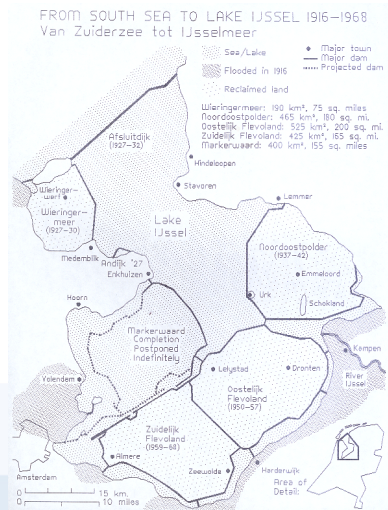 FROM SOUTH SEA TO LAKE IJSSEL 1916-1968
Van Zuiderzee tot IJsselmeer
Sea/Lake
Flooded in 1916
Reclaimed land
Major town
Major dam
Projected dam
Wieringermeer: 190 km², 75 sq. miles
Noordoostpolder: 465 km², 180 sq. mi.
Oostelijk Flevoland: 525 km², 200 sq. mi.
Zuidelijk Flevoland: 425 km², 165 sq. mi.
Markerwaard: 400 km², 155 sq. mi.
Afsluitdijk
(1927-32)
Hindeloopen
Stavoren
Lemmer
Wieringer-
werf
Wieringer-
meer
(1927-30)
Lake
IJssel
Noordoostpolder
(1937-42)
Medemblik
Andijk '27
Enkhuizen
Emmeloord
Urk
Schokland
Hoorn
Markerwaard
Completion
Postponed
Indefinitely
Kampen
River
IJssel
Lelystad
Dronten
Volendam
Oostelijk
Flevoland
(1950-57)
Zuidelijk
Flevoland
(1959-68)
Almere
Zeewolde
Harderwijk
Amsterdam
Area of
Detail:
0 15 km.
0 10 miles